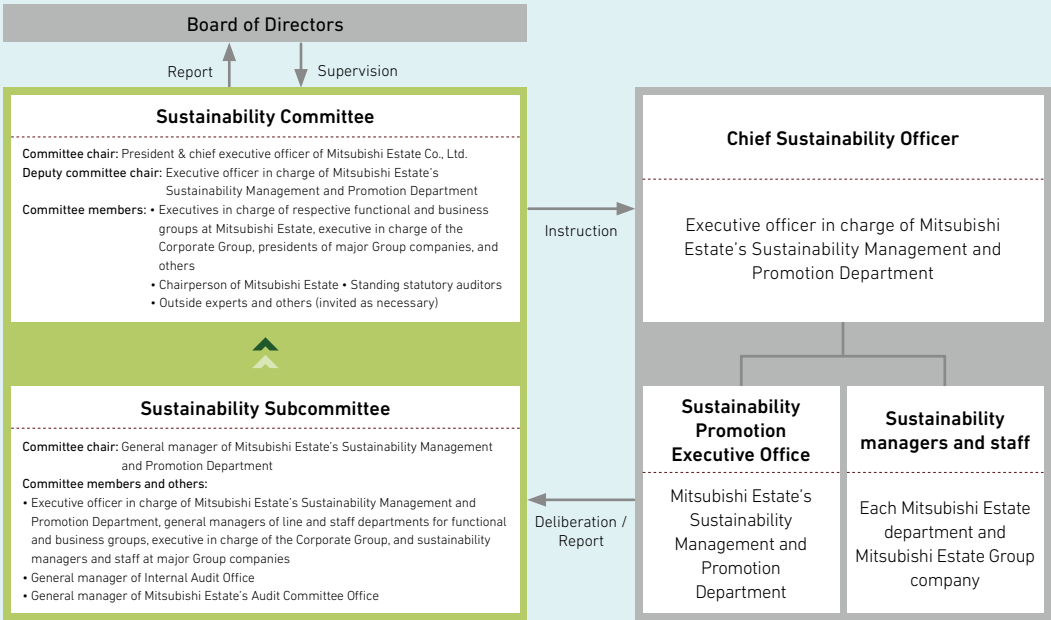 Board of Directors
Report
Supervision
Sustainability Committee
Committee chair: President & chief executive officer of Mitsubishi Estate Co., Ltd.
Deputy committee chair: Executive officer in charge of Mitsubishi Estate's
Sustainability Management and Promotion Department
Committee members: • Executives in charge of respective functional and business
groups at Mitsubishi Estate, executive in charge of the
Corporate Group, presidents of major Group companies, and
others
• Chairperson of Mitsubishi Estate • Standing statutory auditors
• Outside experts and others (invited as necessary)
Instruction
Chief Sustainability Officer
Executive officer in charge of Mitsubishi
Estate's Sustainability Management and
Promotion Department
Sustainability Subcommittee
Committee chair: General manager of Mitsubishi Estate's Sustainability Management
and Promotion Department
Committee members and others:
• Executive officer in charge of Mitsubishi Estate's Sustainability Management and
Promotion Department, general managers of line and staff departments for functional
and business groups, executive in charge of the Corporate Group, and sustainability
managers and staff at major Group companies
• General manager of Internal Audit Office
• General manager of Mitsubishi Estate's Audit Committee Office
Deliberation /
Report
Sustainability
Promotion
Executive Office
Mitsubishi Estate's
Sustainability
Management and
Promotion
Department
Sustainability
managers and staff
Each Mitsubishi Estate
department and
Mitsubishi Estate Group
company